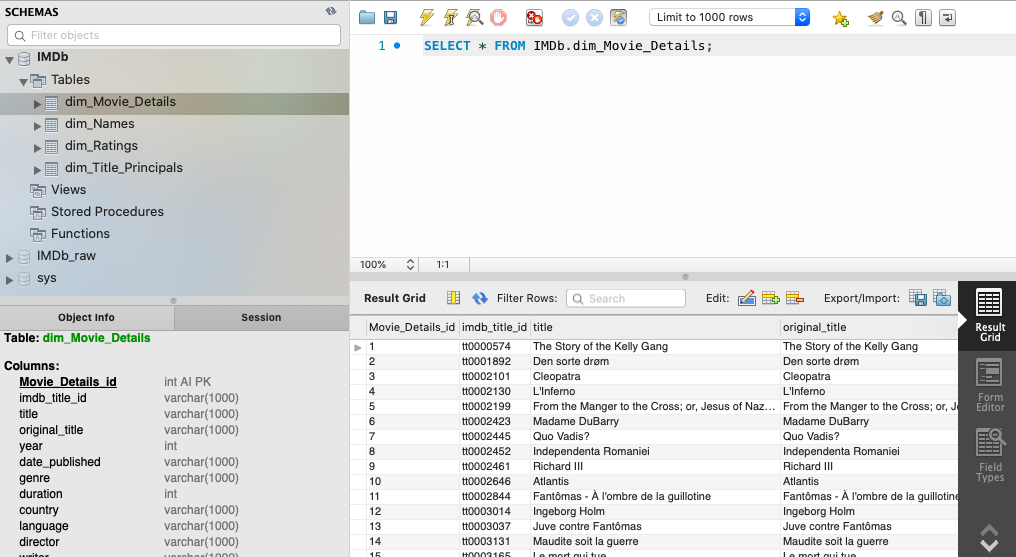 SCHEMAS
Filter objects
IMDb
Tables
dim_Movie_Details
dim_Names
dim_Ratings
dim_Title_Principals
Views
Stored Procedures
Functions
IMDb_raw
sys
Object Info Session
Table: dim_Movie_Details
Columns:
Movie_Details_id int AI PK
imdb_title_id varchar(1000)
title varchar(1000)
original_title varchar(1000)
year int
date_published varchar(1000)
genre varchar(1000)
duration int
country varchar(1000)
language varchar(1000)
director varchar(1000)
writer varchar(1000)
Limit to 1000 rows
1 SELECT * FROM IMDb.dim_Movie_Details;
100% 1:1
Result Grid Filter Rows: Search Edit: Export/Import:
Movie_Details_id imdb_title_id title original_title
1 tt0000574 The Story of the Kelly Gang The Story of the Kelly Gang
2 tt0001892 Den sorte drøm Den sorte drøm
3 tt0002101 Cleopatra Cleopatra
4 tt0002130 L'Inferno L'Inferno
5 tt0002199 From the Manger to the Cross; or, Jesus of Naz... From the Manger to the Cross; or, J
6 tt0002423 Madame DuBarry Madame DuBarry
7 tt0002445 Quo Vadis? Quo Vadis?
8 tt0002452 Independenta Romaniei Independenta Romaniei
9 tt0002461 Richard III Richard III
10 tt0002646 Atlantis Atlantis
11 tt0002844 Fantômas - À l'ombre de la guillotine Fantômas - À l'ombre de la guillotine
12 tt0003014 Ingeborg Holm Ingeborg Holm
13 tt0003037 Juve contre Fantômas Juve contre Fantômas
14 tt0003131 Maudite soit la guerre Maudite soit la guerre
15 tt0003165 Le mort qui tue Le mort qui tue
Result
Grid
Form
Editor
Field
Types